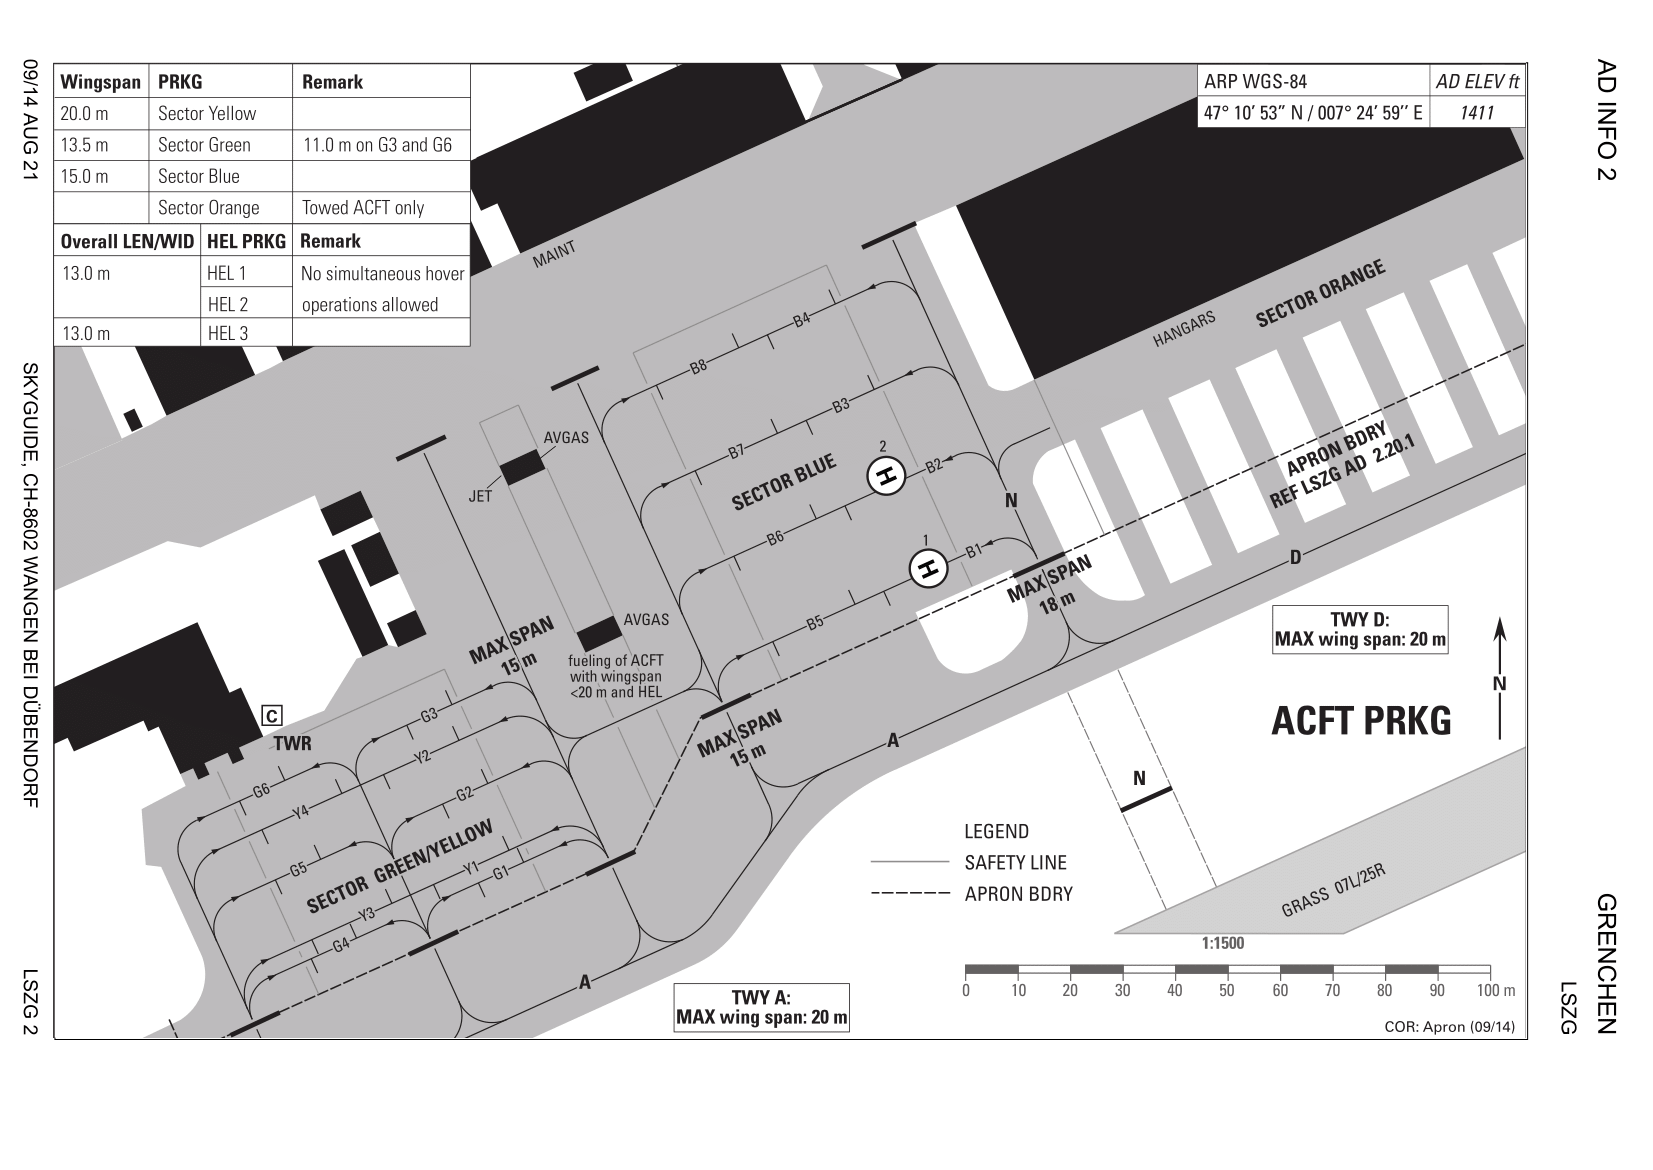 09/14 AUG 21
SKYGUIDE, CH-8602 WANGEN BEI DÜBENDORF
LSZG 2
AD INFO 2
GRENCHEN
LSZG
Wingspan PRKG Remark
20.0 m Sector Yellow
13.5 m Sector Green 11.0 m on G3 and G6
15.0 m Sector Blue
Sector Orange Towed ACFT only
Overall LEN/WID HEL PRKG Remark
13.0 m HEL 1 No simultaneous hover
HEL 2 operations allowed
13.0 m HEL 3
ARP WGS-84 AD ELEV ft
47° 10′ 53′′ N / 007° 24′ 59′′ E 1411
MAINT
HANGARS
SECTOR ORANGE
B4
B8
B3
B7
SECTOR BLUE
2
H
B2
N
B6
1
H
B1
B5
AVGAS
JET
AVGAS
fueling of ACFT
with wingspan
<20 m and HEL
APRON BDRY
REF LSZG AD 2.20.1
D
MAX SPAN
18 m
MAX SPAN
15 m
MAX SPAN
15 m
TWY D:
MAX wing span: 20 m
N
ACFT PRKG
C
TWR
G3
Y2
G6
Y4
G2
G5
SECTOR GREEN/YELLOW
Y1
G1
Y3
G4
A
A
N
LEGEND
SAFETY LINE
APRON BDRY
GRASS 07L/25R
1:1500
0 10 20 30 40 50 60 70 80 90 100 m
TWY A:
MAX wing span: 20 m
COR: Apron (09/14)